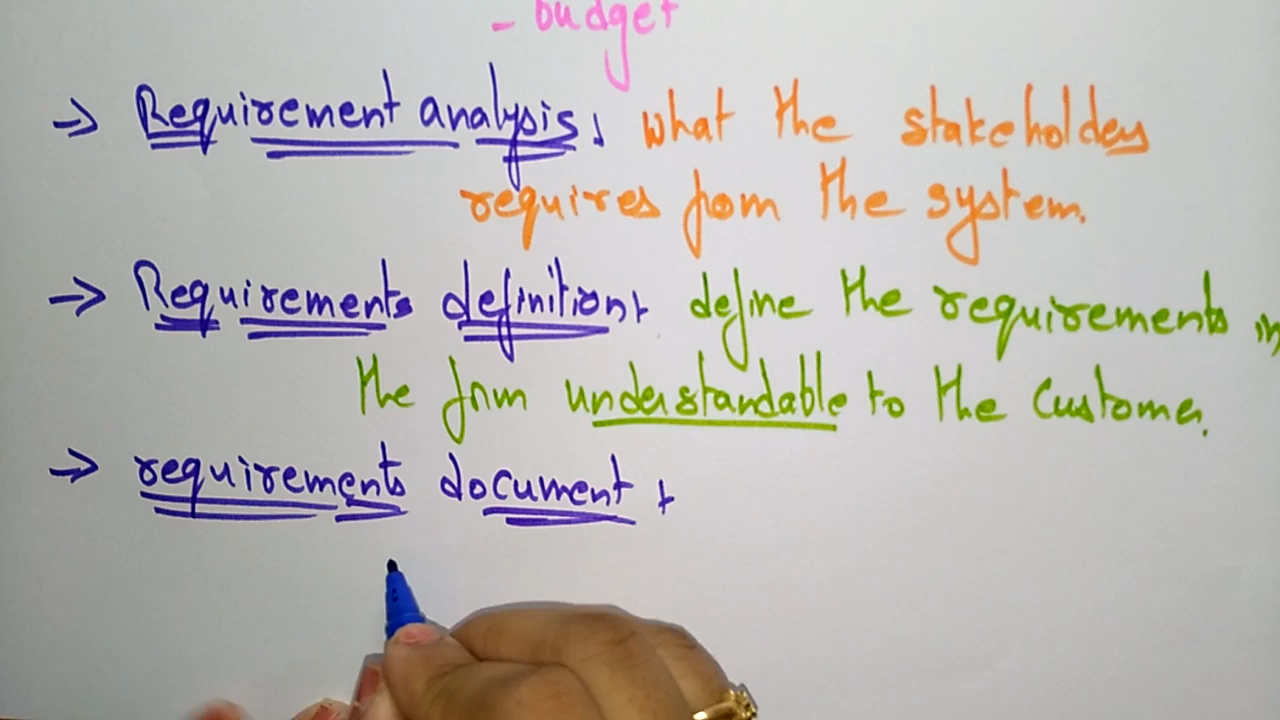 - budget
→ Requirement analysis: what the stakeholders
requires from the system.
→ Requirements definition: define the requirements in
the form understandable to the customer.
→ requirements document :